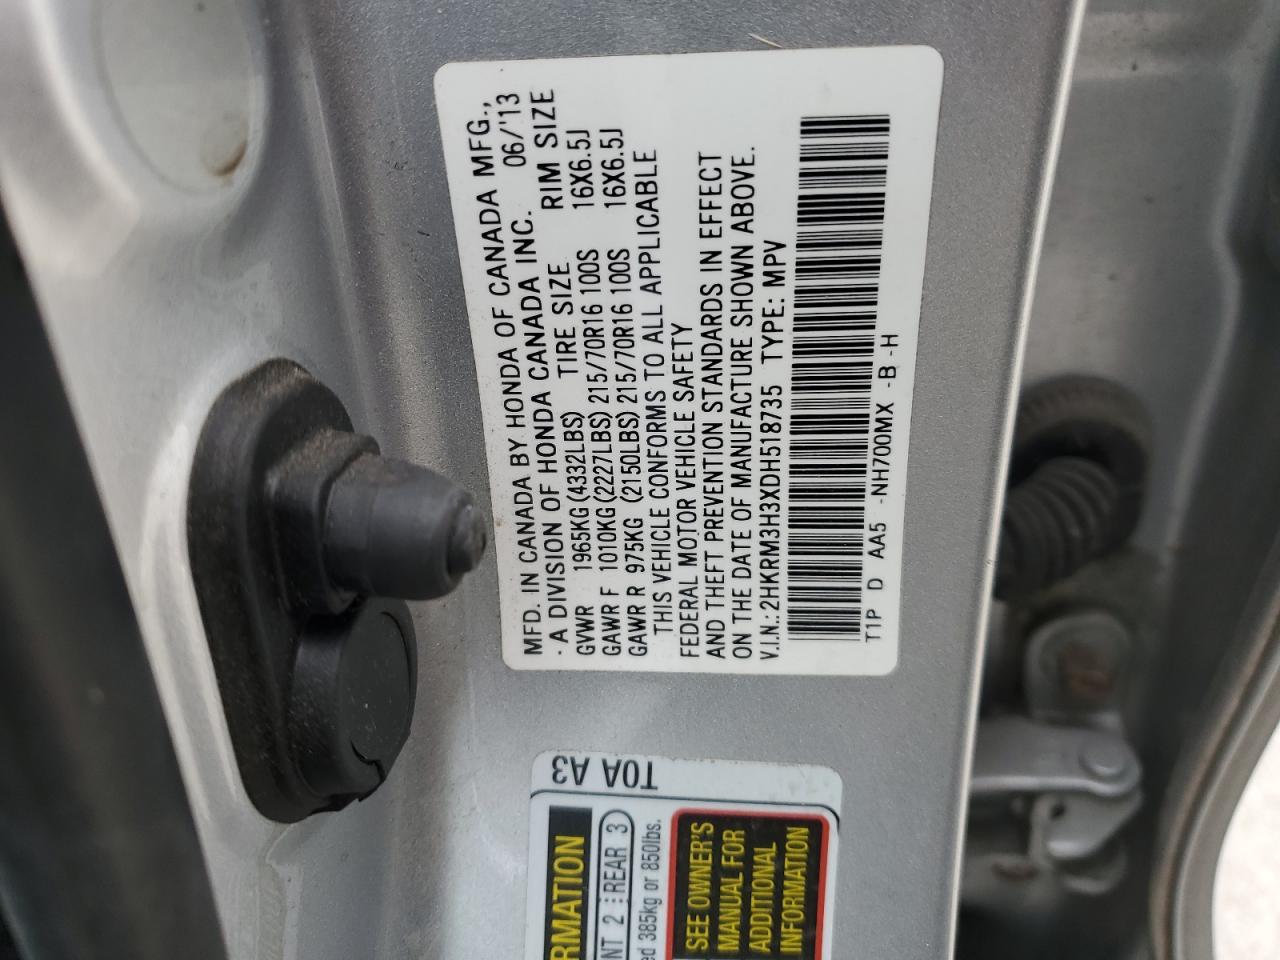 MFD. IN CANADA BY HONDA OF CANADA MFG.,
- A DIVISION OF HONDA CANADA INC. 06/'13
GVWR 1965KG(4332LBS) TIRE SIZE RIM SIZE
GAWR F 1010KG(2227LBS) 215/70R16 100S 16X6.5J
GAWR R 975KG (2150LBS) 215/70R16 100S 16X6.5J
THIS VEHICLE CONFORMS TO ALL APPLICABLE
FEDERAL MOTOR VEHICLE SAFETY
AND THEFT PREVENTION STANDARDS IN EFFECT
ON THE DATE OF MANUFACTURE SHOWN ABOVE.
V.I.N.:2HKRM3H3XDH518735 TYPE: MPV
T1P D AA5 -NH700MX -B-H
T0A A3
RMATION
NT 2 REAR 3
ed 385kg or 850lbs.
SEE OWNER'S
MANUAL FOR
ADDITIONAL
INFORMATION